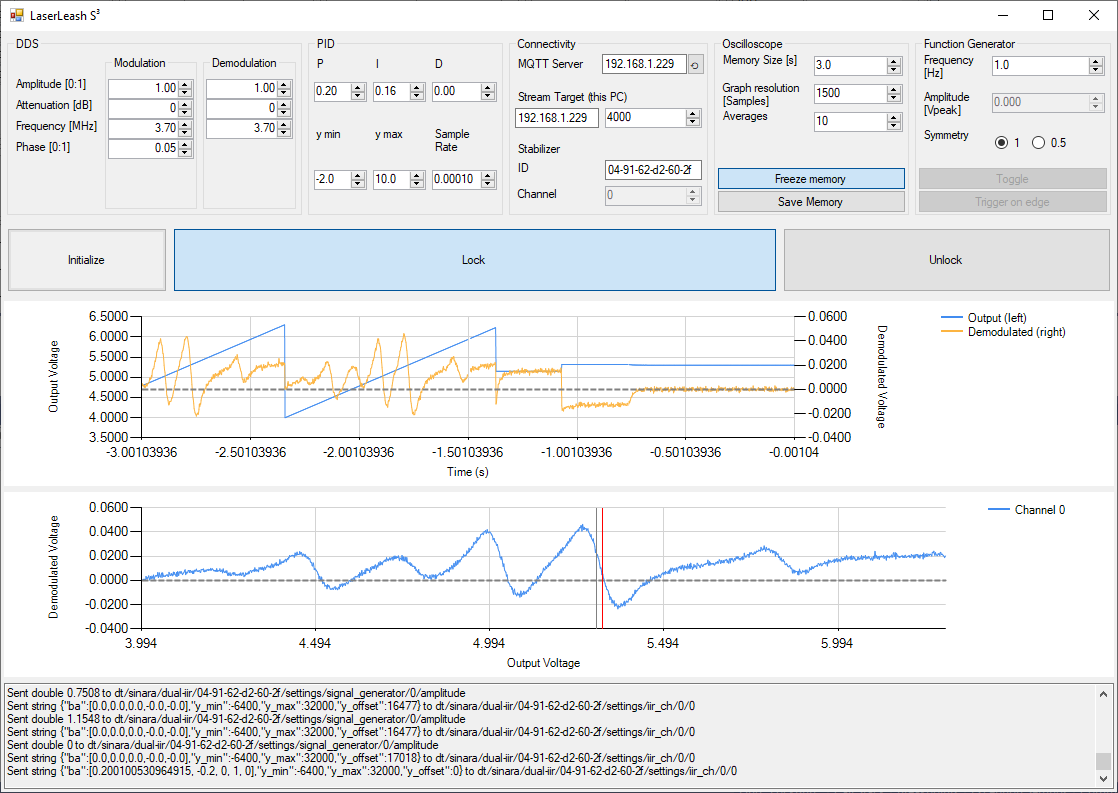 LaserLeash S³
DDS
Modulation
Demodulation
Amplitude [0:1]
1.00
1.00
Attenuation [dB]
0
0
Frequency [MHz]
3.70
3.70
Phase [0:1]
0.05
PID
P
I
D
0.20
0.16
0.00
y min
y max
Sample
Rate
-2.0
10.0
0.00010
Connectivity
MQTT Server
192.168.1.229
Stream Target (this PC)
192.168.1.229
4000
Stabilizer
ID
04-91-62-d2-60-2f
Channel
0
Oscilloscope
Memory Size [s]
3.0
Graph resolution
[Samples]
1500
Averages
10
Freeze memory
Save Memory
Function Generator
Frequency
[Hz]
1.0
Amplitude
[Vpeak]
0.000
Symmetry
1
0.5
Toggle
Trigger on edge
Initialize
Lock
Unlock
Output Voltage
6.5000
6.0000
5.5000
5.0000
4.5000
4.0000
3.5000
0.0600
0.0400
0.0200
0.0000
-0.0200
-0.0400
Demodulated Voltage
Output (left)
Demodulated (right)
-3.00103936
-2.50103936
-2.00103936
-1.50103936
-1.00103936
-0.50103936
-0.00104
Time (s)
Demodulated Voltage
0.0600
0.0400
0.0200
0.0000
-0.0200
-0.0400
Channel 0
3.994
4.494
4.994
5.494
5.994
Output Voltage
Sent double 0.7508 to dt/sinara/dual-iir/04-91-62-d2-60-2f/settings/signal_generator/0/amplitude
Sent string {"ba":[0.0,0.0,0.0,-0.0,-0.0],"y_min":-6400,"y_max":32000,"y_offset":16477} to dt/sinara/dual-iir/04-91-62-d2-60-2f/settings/iir_ch/0/0
Sent double 1.1548 to dt/sinara/dual-iir/04-91-62-d2-60-2f/settings/signal_generator/0/amplitude
Sent string {"ba":[0.0,0.0,0.0,-0.0,-0.0],"y_min":-6400,"y_max":32000,"y_offset":16477} to dt/sinara/dual-iir/04-91-62-d2-60-2f/settings/iir_ch/0/0
Sent double 0 to dt/sinara/dual-iir/04-91-62-d2-60-2f/settings/signal_generator/0/amplitude
Sent string {"ba":[0.0,0.0,0.0,-0.0,-0.0],"y_min":-6400,"y_max":32000,"y_offset":17018} to dt/sinara/dual-iir/04-91-62-d2-60-2f/settings/iir_ch/0/0
Sent string {"ba":[0.200100530964915, -0.2, 0, 1, 0],"y_min":-6400,"y_max":32000,"y_offset":0} to dt/sinara/dual-iir/04-91-62-d2-60-2f/settings/iir_ch/0/0